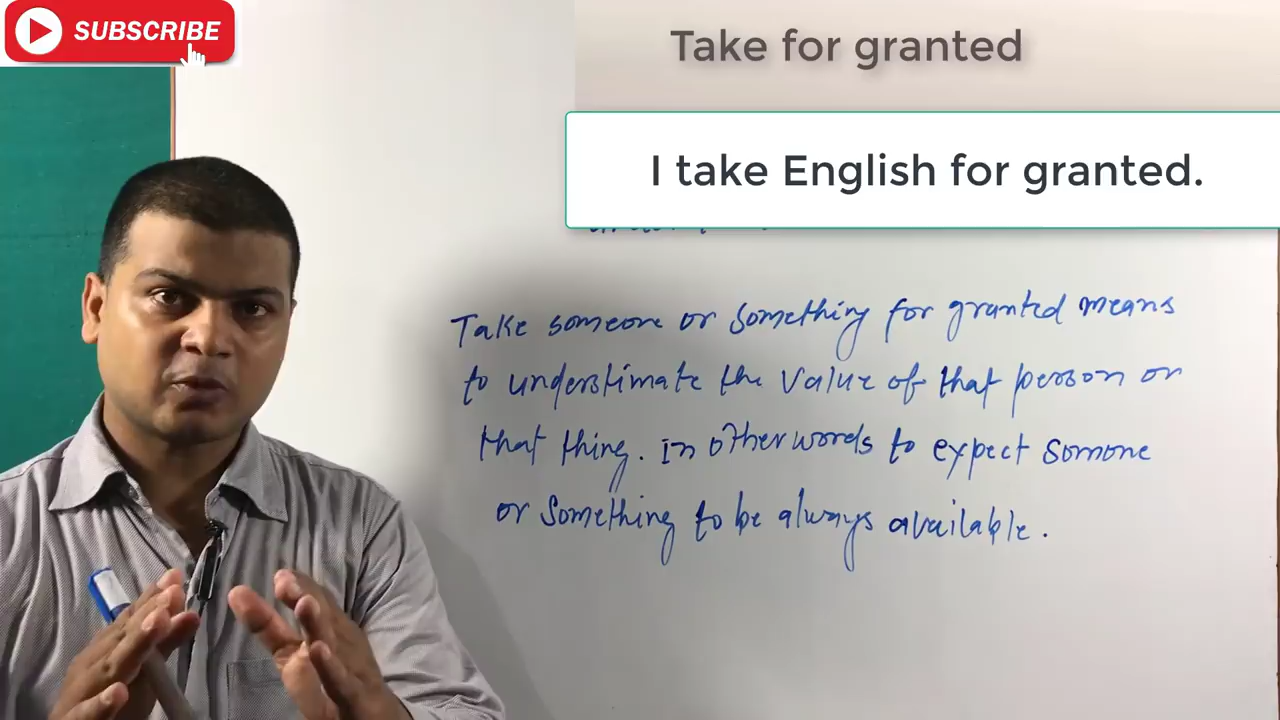 SUBSCRIBE
Take for granted
I take English for granted.
Take someone or something for granted means
to understimate the value of that person or
that thing. In other words to expect somone
or something to be always available.